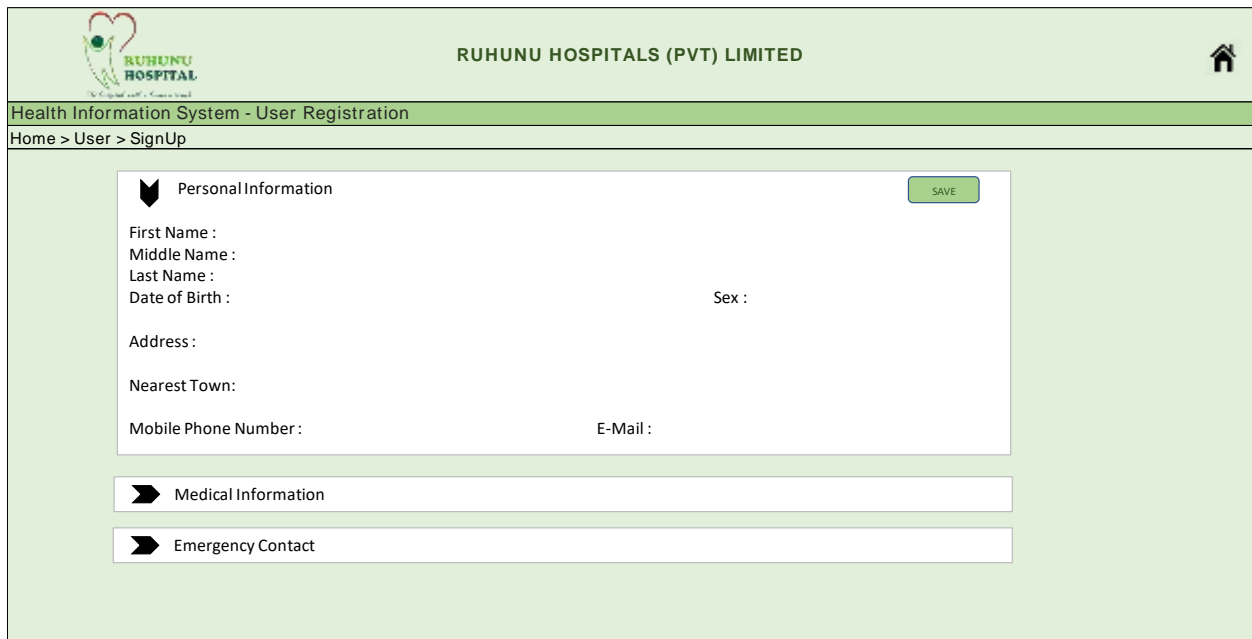 RUHUNU
HOSPITAL
RUHUNU HOSPITALS (PVT) LIMITED
Health Information System - User Registration
Home > User > SignUp
Personal Information
SAVE
First Name :
Middle Name :
Last Name :
Date of Birth : Sex :
Address :
Nearest Town:
Mobile Phone Number : E-Mail :
Medical Information
Emergency Contact